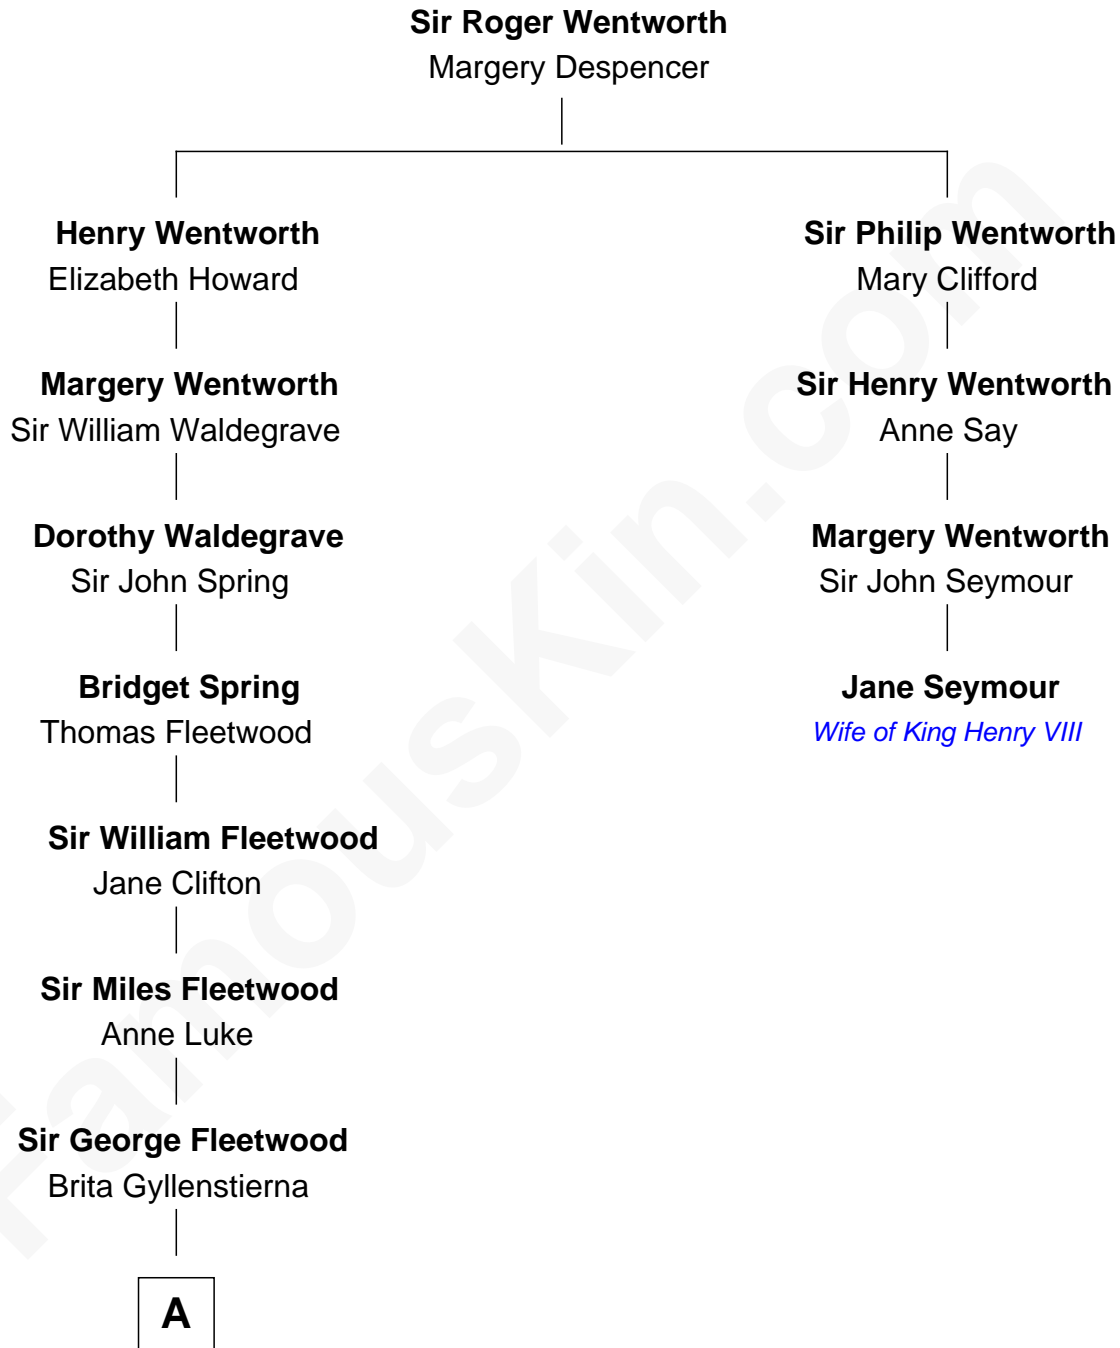 Sir Roger Wentworth
Margery Despencer
Henry Wentworth
Elizabeth Howard
Sir Philip Wentworth
Mary Clifford
Margery Wentworth
Sir William Waldegrave
Sir Henry Wentworth
Anne Say
Dorothy Waldegrave
Sir John Spring
Margery Wentworth
Sir John Seymour
Bridget Spring
Thomas Fleetwood
Jane Seymour
Wife of King Henry VIII
Sir William Fleetwood
Jane Clifton
Sir Miles Fleetwood
Anne Luke
Sir George Fleetwood
Brita Gyllenstierna
A
FamousKin.com